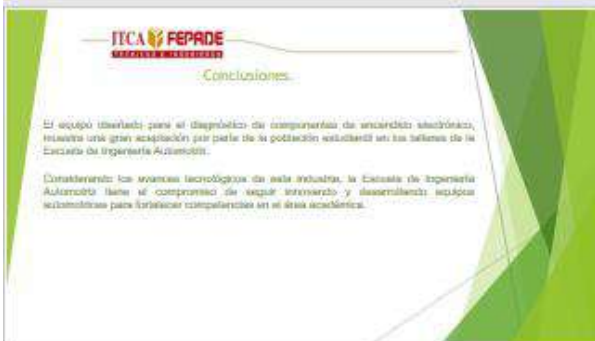 ITCA FEPADE
TÉCNICOS E INGENIEROS
Conclusiones.
El equipo diseñado para el diagnóstico de componentes de encendido electrónico,
muestra una gran aceptación por parte de la población estudiantil en los talleres de la
Escuela de Ingeniería Automotriz.
Considerando los avances tecnológicos de esta industria, la Escuela de Ingeniería
Automotriz tiene el compromiso de seguir innovando y desarrollando equipos
automotrices para fortalecer competencias en el área académica.